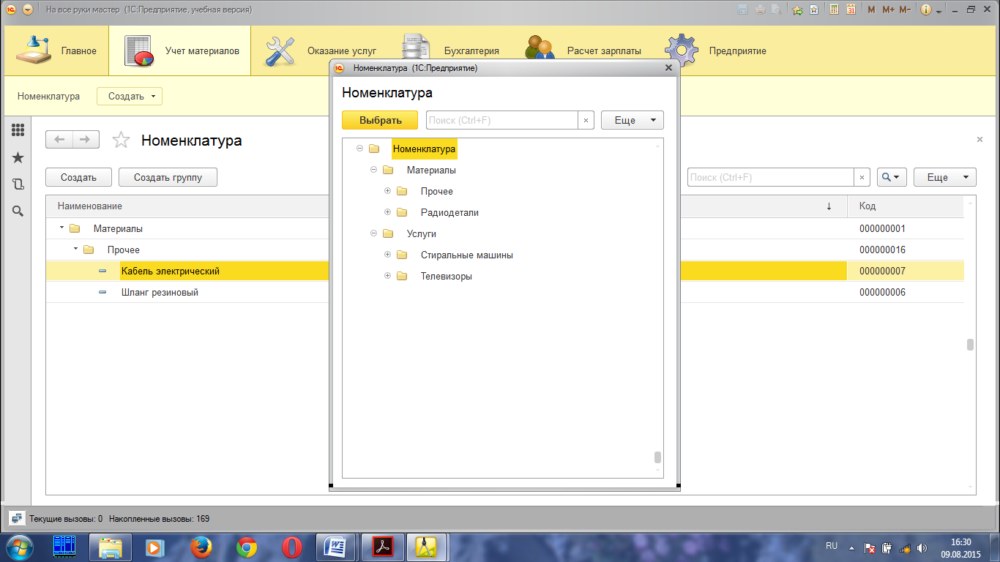 На все руки мастер (1С:Предприятие, учебная версия)
M M+ M-
Главное
Учет материалов
Оказание услуг
Бухгалтерия
Расчет зарплаты
Предприятие
Номенклатура
Создать
Номенклатура
Создать
Создать группу
Поиск (Ctrl+F)
×
Еще
Наименование
Код
Материалы
000000001
Прочее
000000016
Кабель электрический
000000007
Шланг резиновый
000000006
Номенклатура (1С:Предприятие)
Номенклатура
Выбрать
Поиск (Ctrl+F)
×
Еще
Номенклатура
Материалы
Прочее
Радиодетали
Услуги
Стиральные машины
Телевизоры
Текущие вызовы: 0 Накопленные вызовы: 169
RU
16:30
09.08.2015